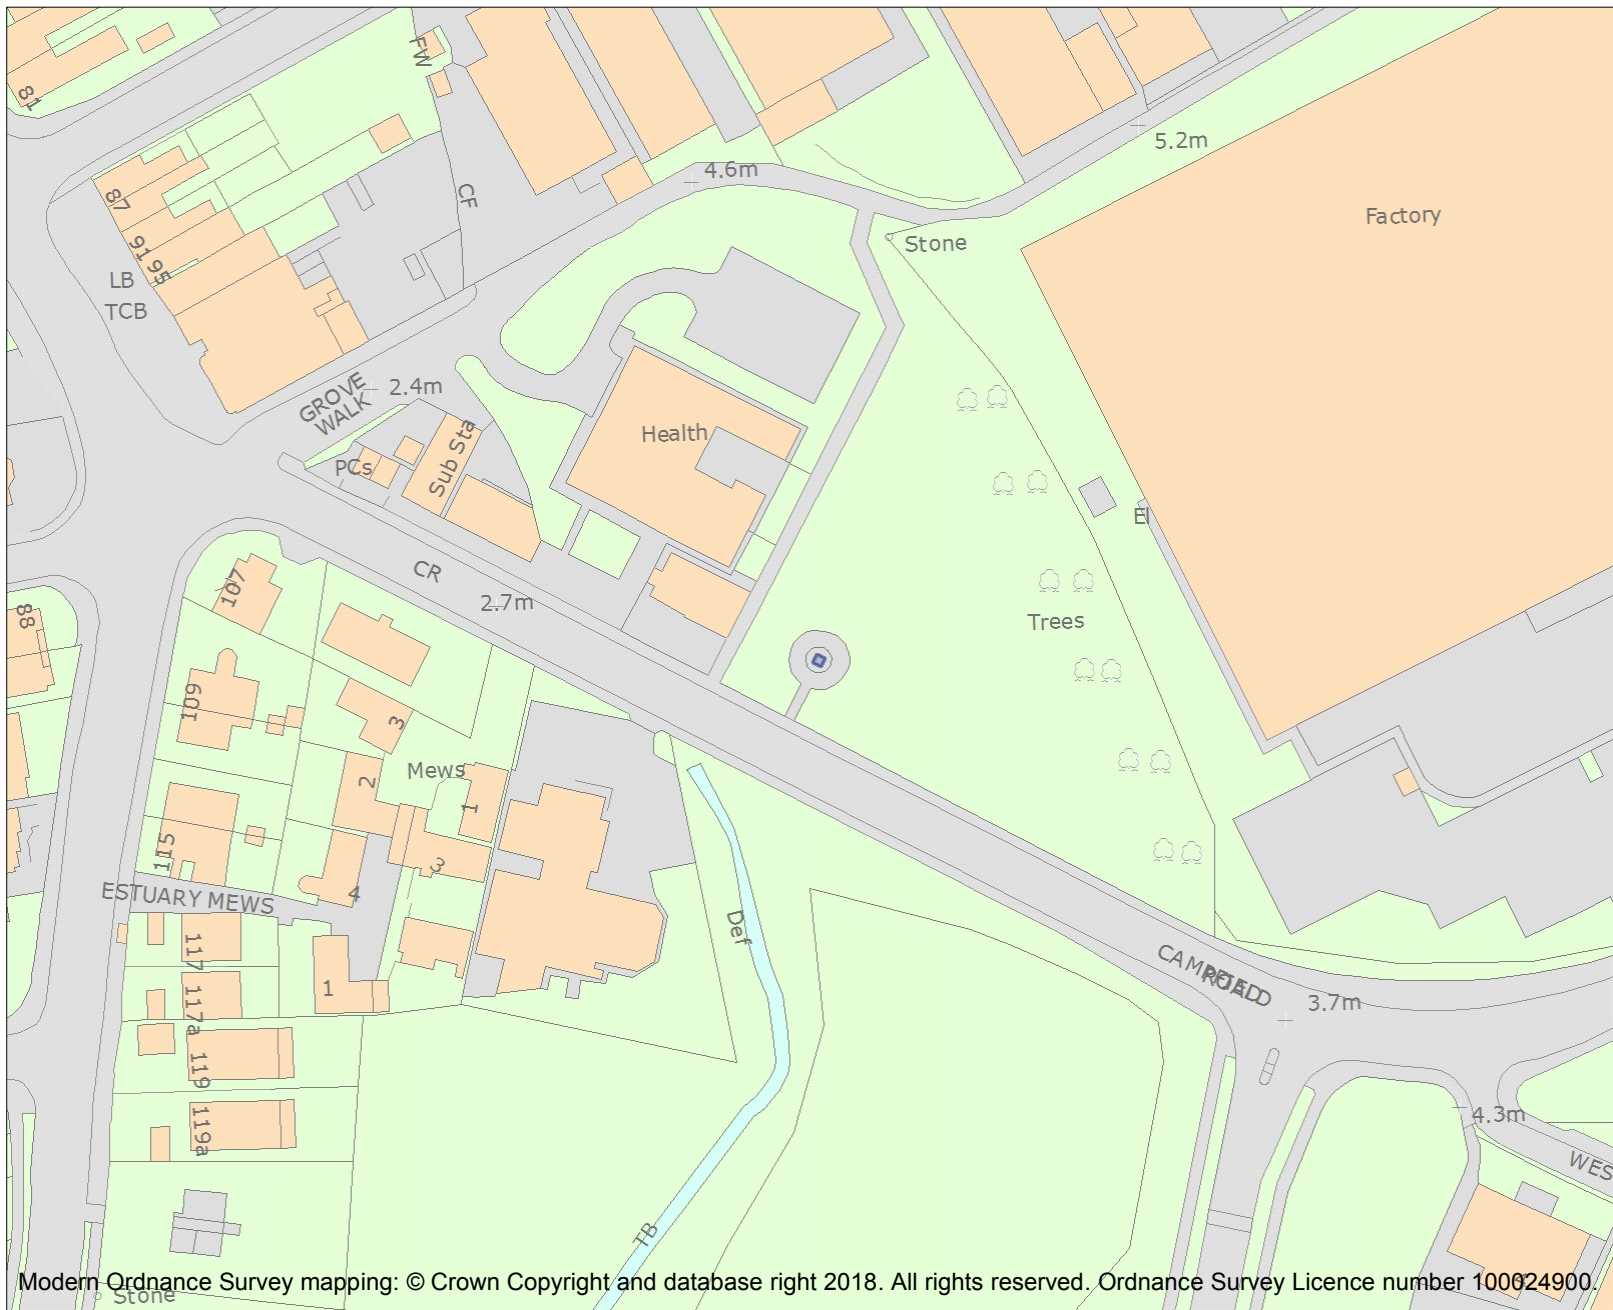 FW
81
5.2m
4.6m
CF
87
Factory
91
95
Stone
LB
TCB
GROVE
WALK
2.4m
Health
Sub Sta
PCs
El
CR
107
2.7m
88
Trees
109
3
Mews
2
1
115
3
4
ESTUARY MEWS
Def
117
CAMPFIELD
ROAD
1
117a
3.7m
119
119a
4.3m
WES
TB
Modern Ordnance Survey mapping: © Crown Copyright and database right 2018. All rights reserved. Ordnance Survey Licence number 100024900.
Stone